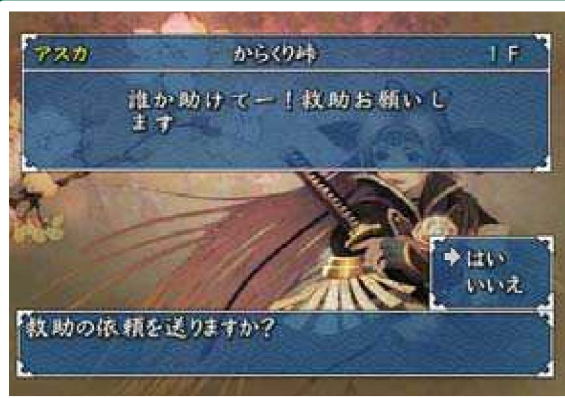 アスカ からくり峠 1F
誰か助けてー！救助お願いし
ます
はい
いいえ
救助の依頼を送りますか？